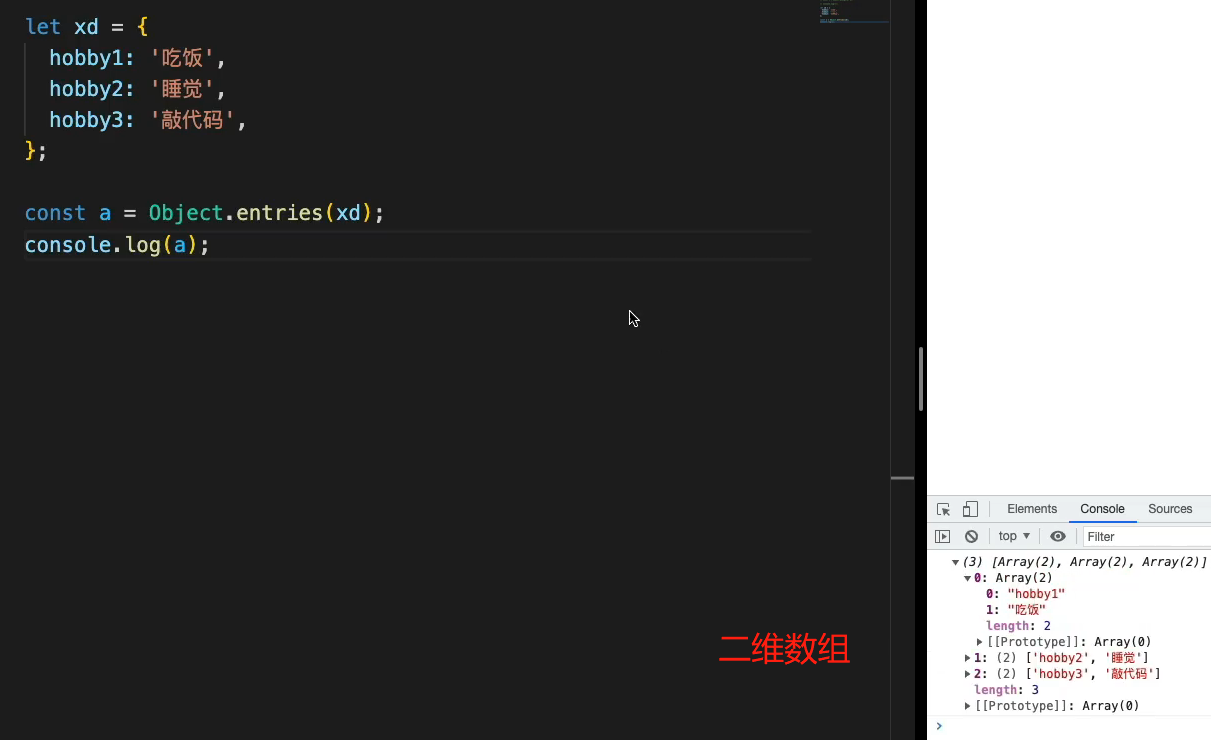 let xd = {
hobby1: '吃饭',
hobby2: '睡觉',
hobby3: '敲代码',
};
const a = Object.entries(xd);
console.log(a);
二维数组
Elements Console Sources
top Filter
(3) [Array(2), Array(2), Array(2)]
0: Array(2)
0: "hobby1"
1: "吃饭"
length: 2
[[Prototype]]: Array(0)
1: (2) ['hobby2', '睡觉']
2: (2) ['hobby3', '敲代码']
length: 3
[[Prototype]]: Array(0)